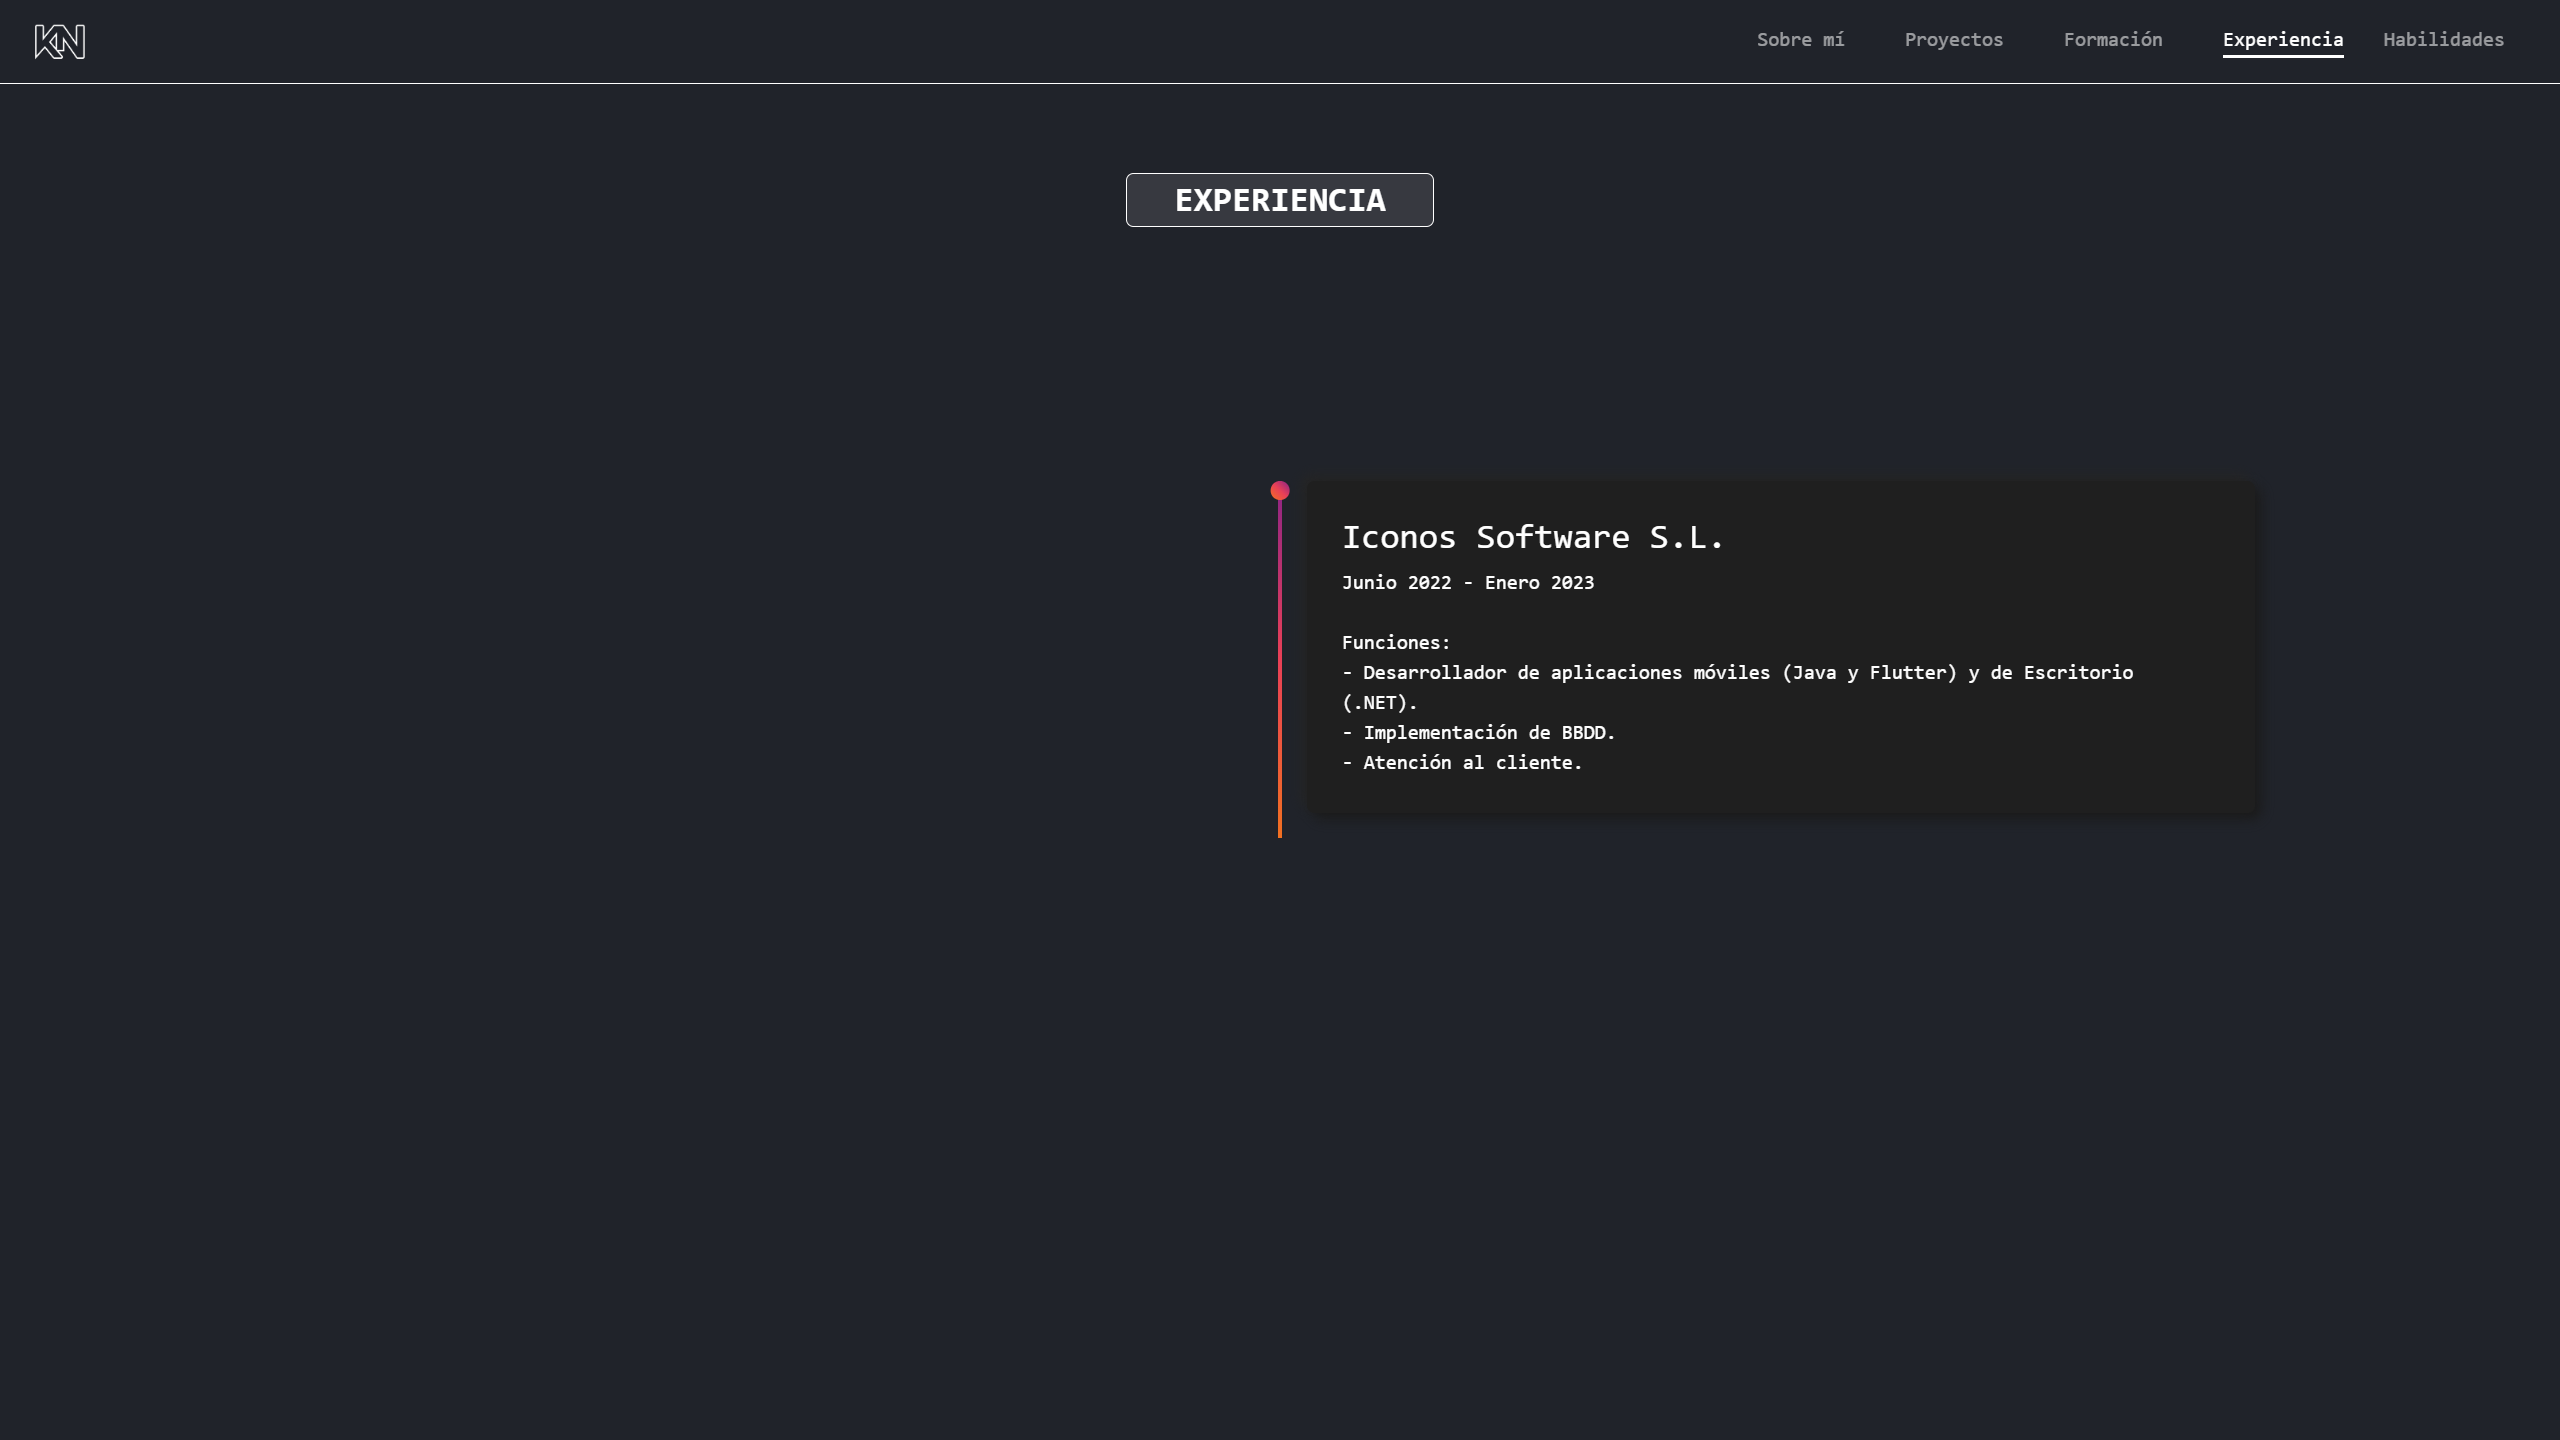 KN
Sobre mí
Proyectos
Formación
Experiencia
Habilidades
EXPERIENCIA
Iconos Software S.L.
Junio 2022 - Enero 2023
Funciones:
- Desarrollador de aplicaciones móviles (Java y Flutter) y de Escritorio
(.NET).
- Implementación de BBDD.
- Atención al cliente.